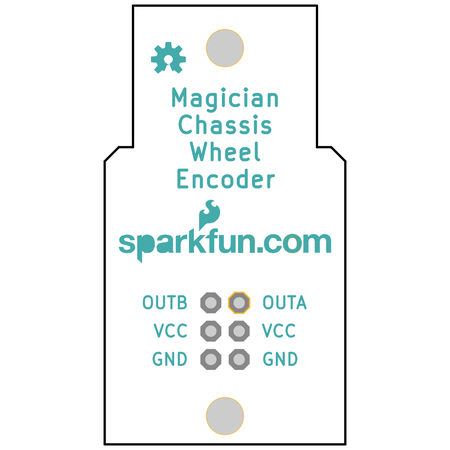 Magician
Chassis
Wheel
Encoder
sparkfun.com
OUTB OUTA
VCC VCC
GND GND